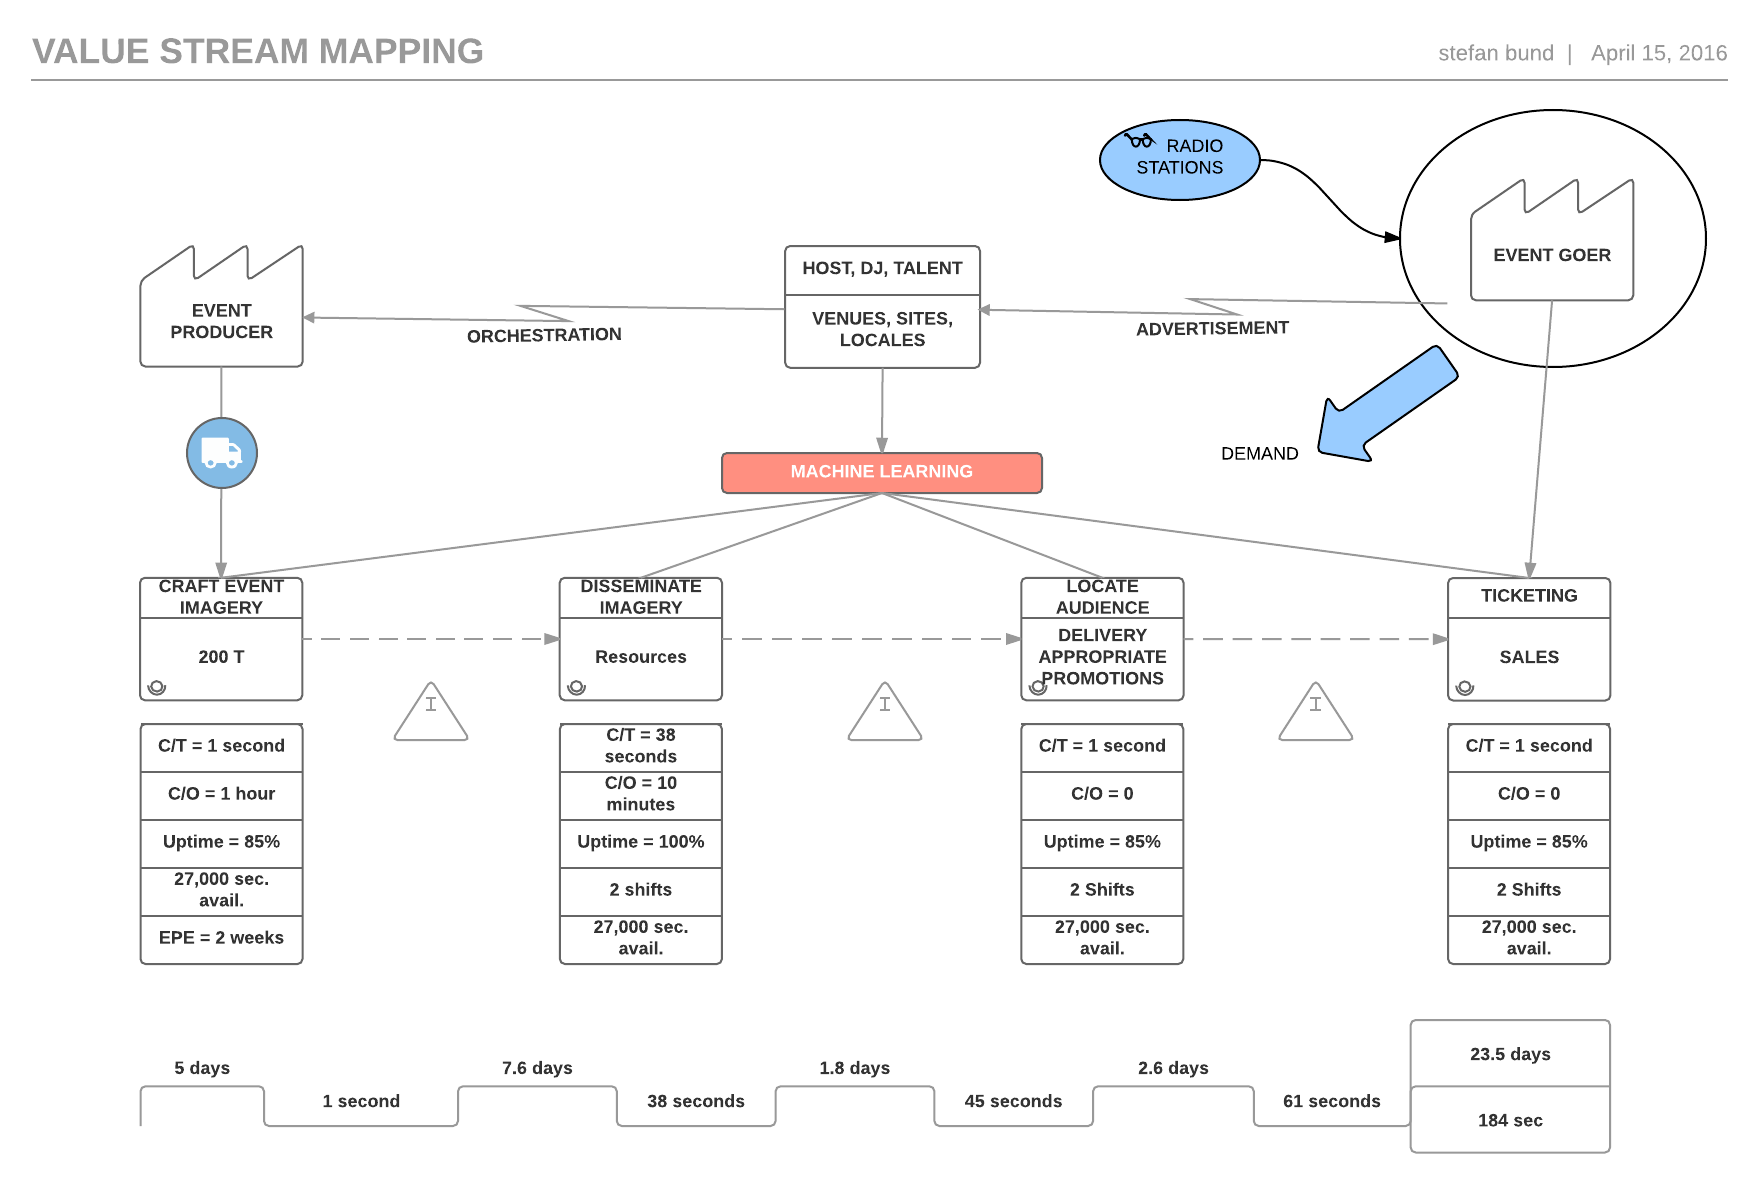 VALUE STREAM MAPPING
stefan bund | April 15, 2016
RADIO
STATIONS
EVENT GOER
HOST, DJ, TALENT
VENUES, SITES,
LOCALES
EVENT
PRODUCER
ORCHESTRATION
ADVERTISEMENT
DEMAND
MACHINE LEARNING
CRAFT EVENT
IMAGERY
200 T
DISSEMINATE
IMAGERY
Resources
LOCATE
AUDIENCE
DELIVERY
APPROPRIATE
PROMOTIONS
TICKETING
SALES
I
I
I
C/T = 1 second
C/O = 1 hour
Uptime = 85%
27,000 sec.
avail.
EPE = 2 weeks
C/T = 38
seconds
C/O = 10
minutes
Uptime = 100%
2 shifts
27,000 sec.
avail.
C/T = 1 second
C/O = 0
Uptime = 85%
2 Shifts
27,000 sec.
avail.
C/T = 1 second
C/O = 0
Uptime = 85%
2 Shifts
27,000 sec.
avail.
5 days
1 second
7.6 days
38 seconds
1.8 days
45 seconds
2.6 days
61 seconds
23.5 days
184 sec